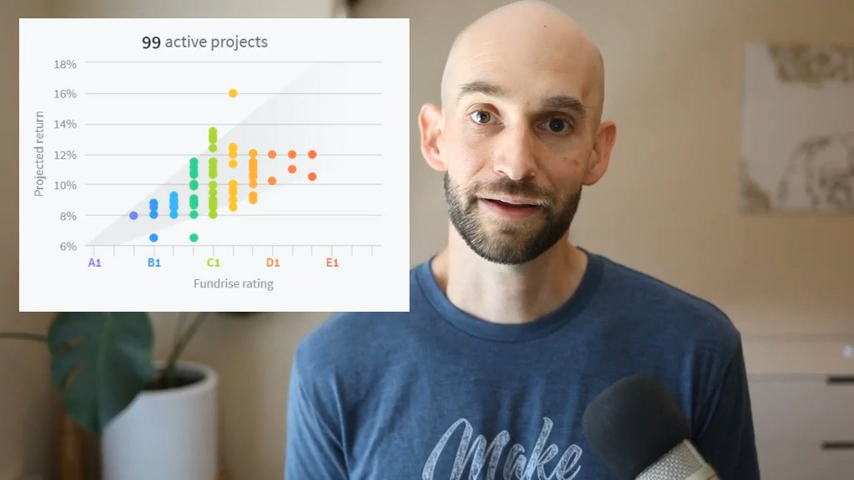 99 active projects
18%
16%
14%
12%
10%
8%
6%
Projected return
A1 B1 C1 D1 E1
Fundrise rating
Make